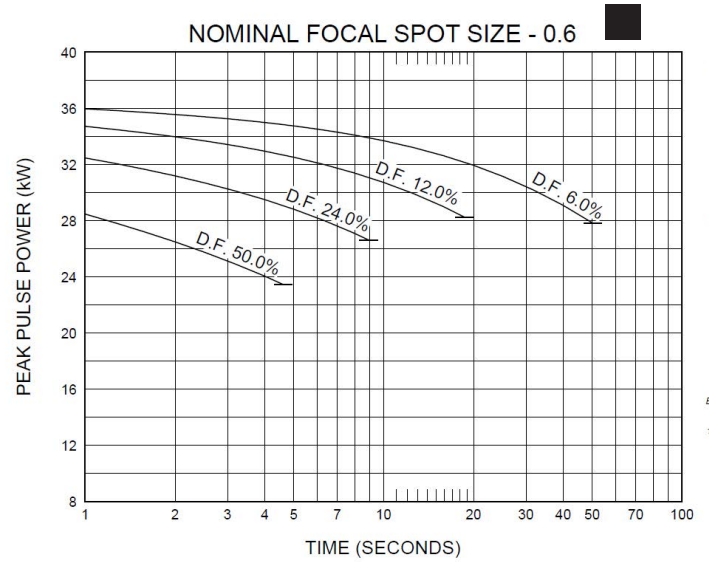 NOMINAL FOCAL SPOT SIZE - 0.6
40
36
32
28
24
20
16
12
8
PEAK PULSE POWER (kW)
D.F. 6.0%
D.F. 12.0%
D.F. 24.0%
D.F. 50.0%
1 2 3 4 5 7 10 20 30 40 50 70 100
TIME (SECONDS)